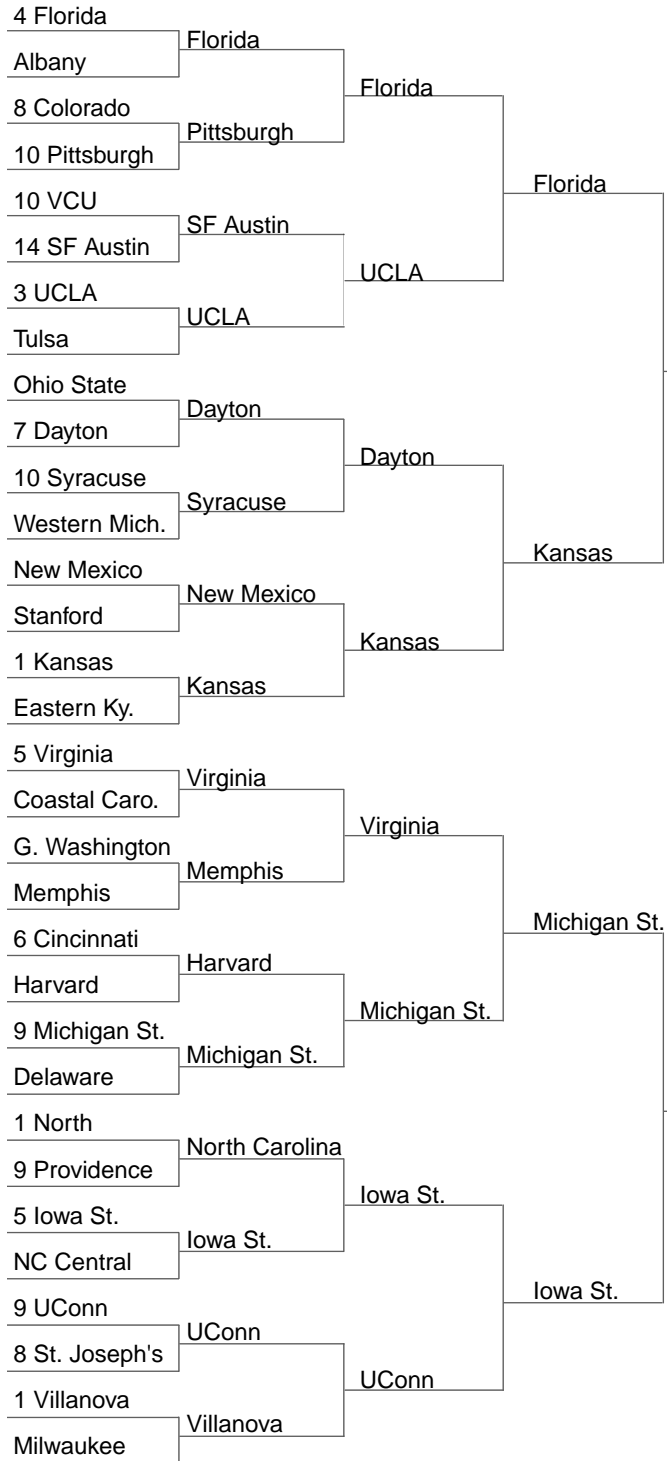 4 Florida
Albany
8 Colorado
10 Pittsburgh
10 VCU
14 SF Austin
3 UCLA
Tulsa
Ohio State
7 Dayton
10 Syracuse
Western Mich.
New Mexico
Stanford
1 Kansas
Eastern Ky.
5 Virginia
Coastal Caro.
G. Washington
Memphis
6 Cincinnati
Harvard
9 Michigan St.
Delaware
1 North
9 Providence
5 Iowa St.
NC Central
9 UConn
8 St. Joseph's
1 Villanova
Milwaukee
Florida
Pittsburgh
SF Austin
UCLA
Dayton
Syracuse
New Mexico
Kansas
Virginia
Memphis
Harvard
Michigan St.
North Carolina
Iowa St.
UConn
Villanova
Florida
UCLA
Dayton
Kansas
Virginia
Michigan St.
Iowa St.
UConn
Florida
Kansas
Michigan St.
Iowa St.